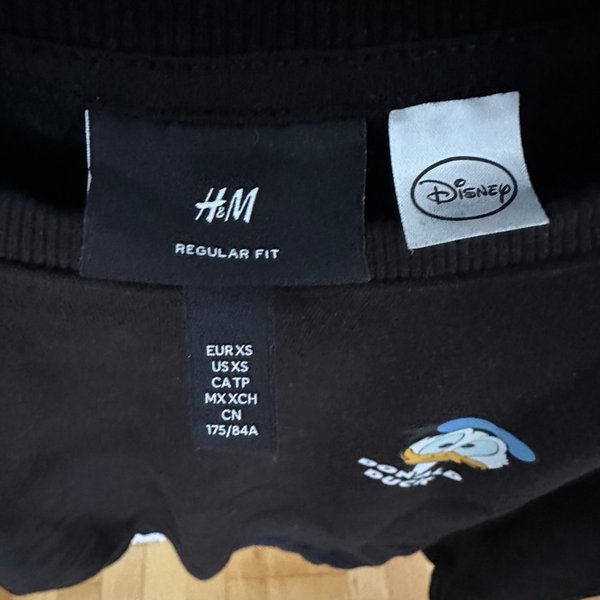 H&M
REGULAR FIT
Disney
EUR XS
US XS
CA TP
MX XCH
CN
175/84A
DONALD
DUCK